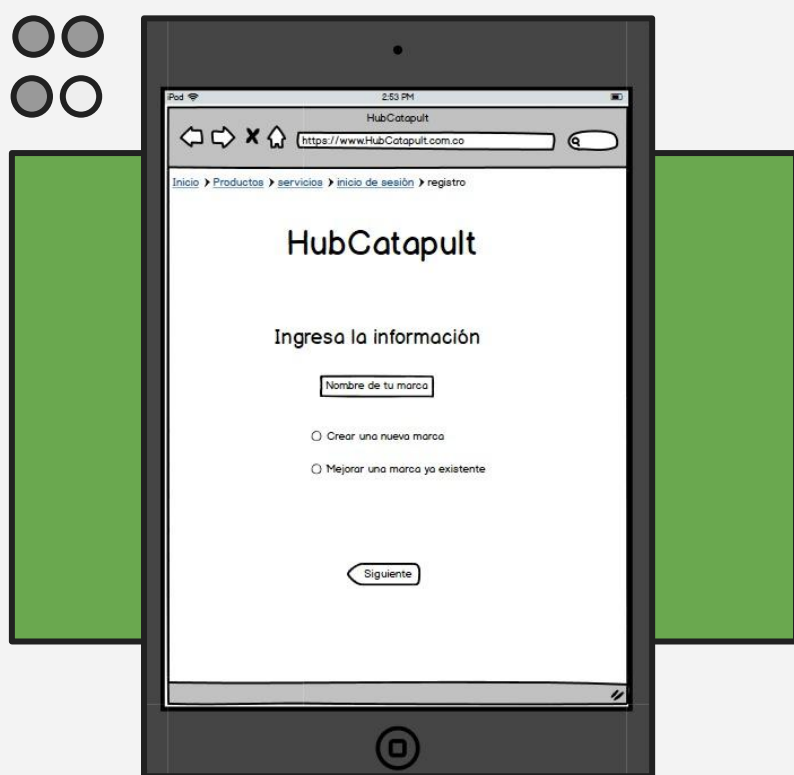 iPod
2:53 PM
HubCatapult
https://www.HubCatapult.com.co
Inicio > Productos > servicios > inicio de sesión > registro
HubCatapult
Ingresa la información
Nombre de tu marca
Crear una nueva marca
Mejorar una marca ya existente
Siguiente